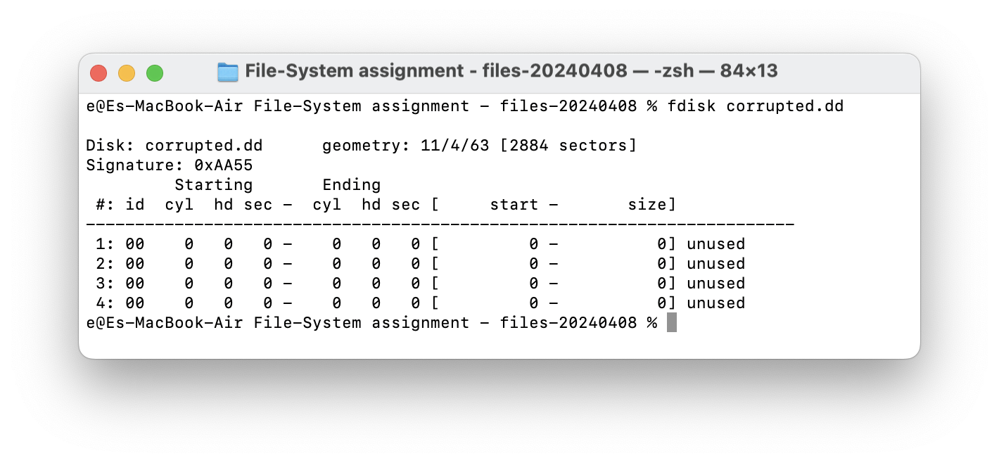 File-System assignment - files-20240408 — -zsh — 84×13
e@Es-MacBook-Air File-System assignment - files-20240408 % fdisk corrupted.dd
Disk: corrupted.dd      geometry: 11/4/63 [2884 sectors]
Signature: 0xAA55
         Starting       Ending
 #: id  cyl  hd sec -  cyl  hd sec [     start -       size]
------------------------------------------------------------------------
 1: 00    0   0   0 -    0   0   0 [         0 -          0] unused
 2: 00    0   0   0 -    0   0   0 [         0 -          0] unused
 3: 00    0   0   0 -    0   0   0 [         0 -          0] unused
 4: 00    0   0   0 -    0   0   0 [         0 -          0] unused
e@Es-MacBook-Air File-System assignment - files-20240408 %